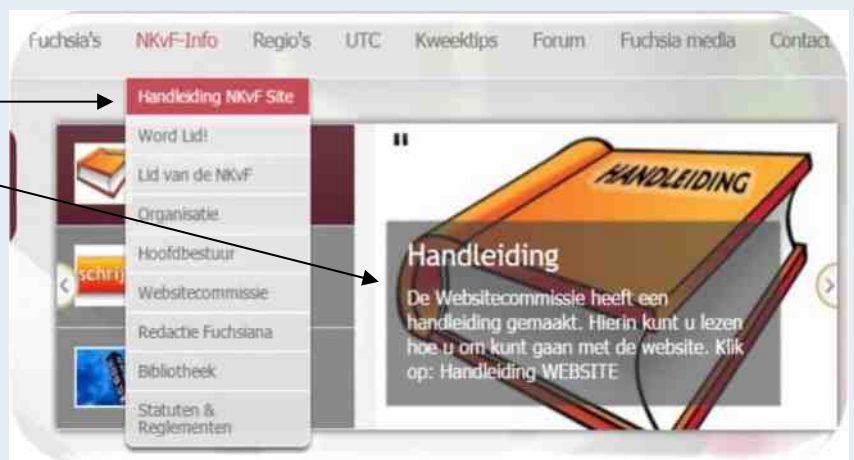 Fuchsia's NKvF-Info Regio's UTC Kweektips Forum Fuchsia media Contact
Handleiding NKvF Site
Word Lid!
Lid van de NKvF
Organisatie
Hoofdbestuur
Websitecommissie
Redactie Fuchsiana
Bibliotheek
Statuten &
Reglementen
schrij
"
HANDLEIDING
Handleiding
De Websitecommissie heeft een
handleiding gemaakt. Hierin kunt u lezen
hoe u om kunt gaan met de website. Klik
op: Handleiding WEBSITE